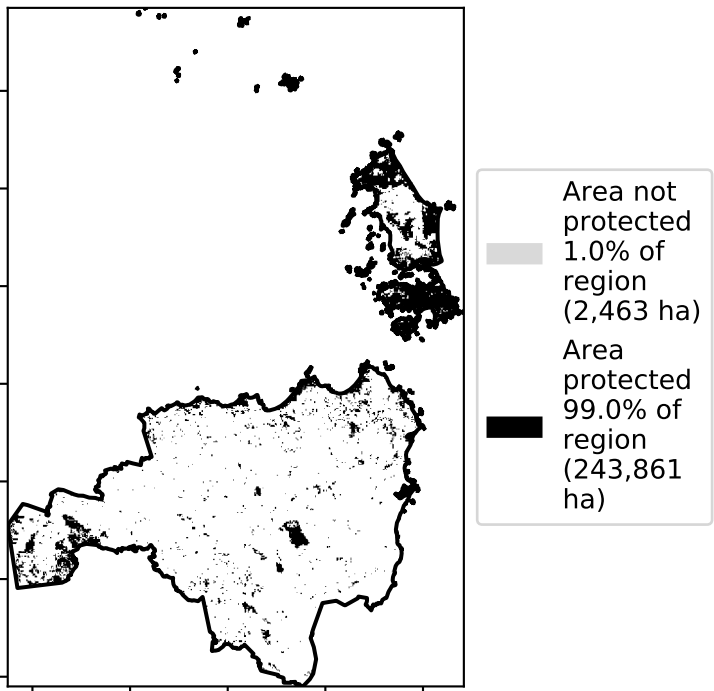 Area not
protected
1.0% of
region
(2,463 ha)
Area
protected
99.0% of
region
(243,861
ha)